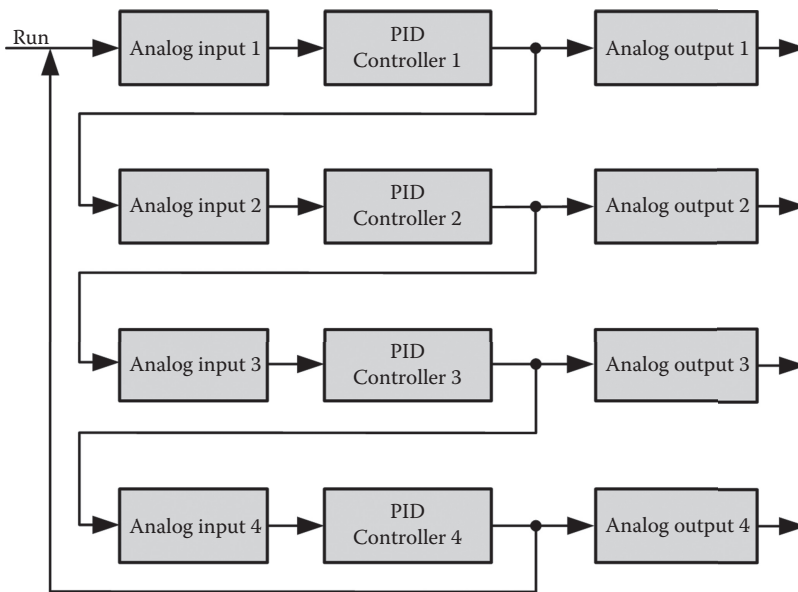 Run
Analog input 1
PID
Controller 1
Analog output 1
Analog input 2
PID
Controller 2
Analog output 2
Analog input 3
PID
Controller 3
Analog output 3
Analog input 4
PID
Controller 4
Analog output 4